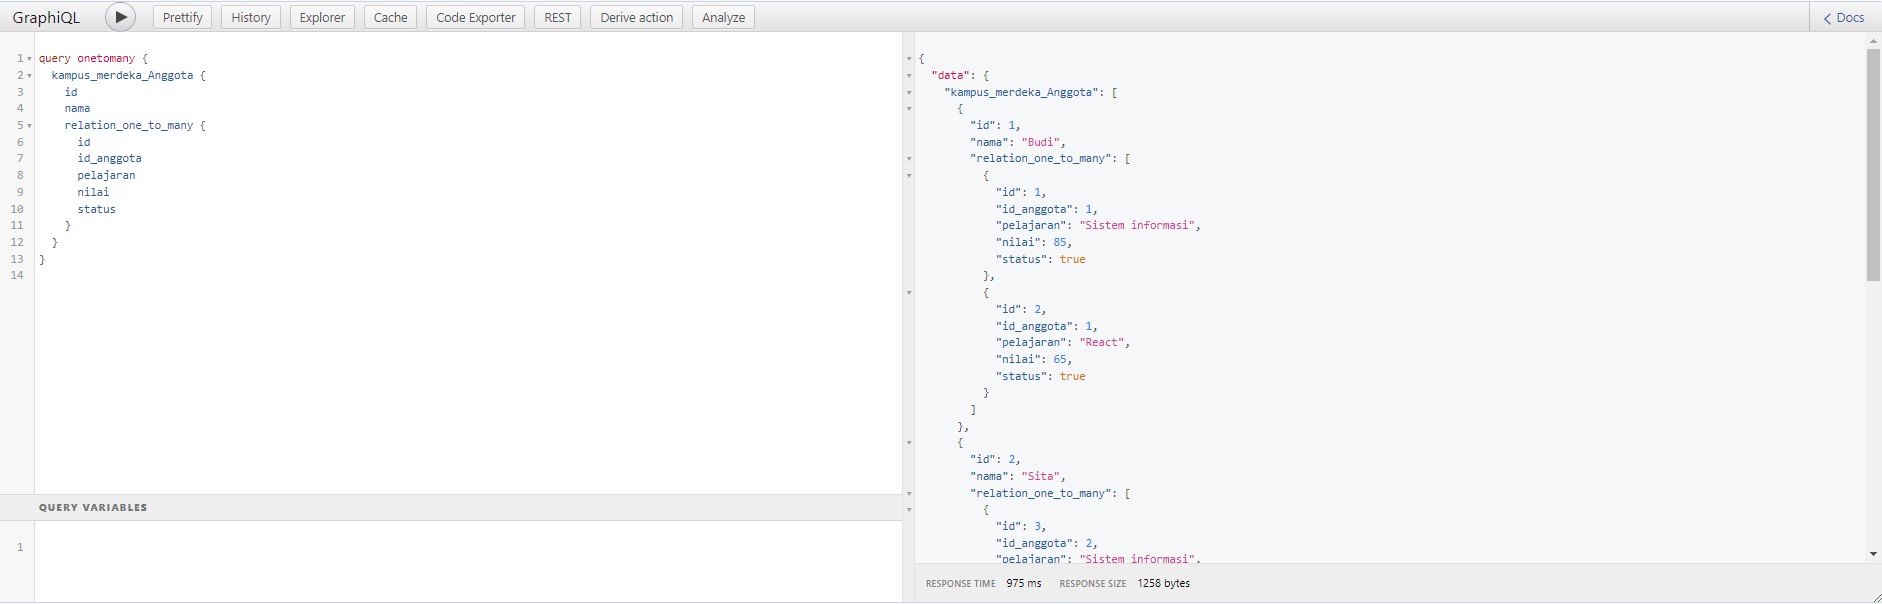 GraphiQL Prettify History Explorer Cache Code Exporter REST Derive action Analyze Docs
1 query onetomany {
2 kampus_merdeka_Anggota {
3 id
4 nama
5 relation_one_to_many {
6 id
7 id_anggota
8 pelajaran
9 nilai
10 status
11 }
12 }
13 }
14
QUERY VARIABLES
1
{
"data": {
"kampus_merdeka_Anggota": [
{
"id": 1,
"nama": "Budi",
"relation_one_to_many": [
{
"id": 1,
"id_anggota": 1,
"pelajaran": "Sistem informasi",
"nilai": 85,
"status": true
},
{
"id": 2,
"id_anggota": 1,
"pelajaran": "React",
"nilai": 65,
"status": true
}
]
},
{
"id": 2,
"nama": "Sita",
"relation_one_to_many": [
{
"id": 3,
"id_anggota": 2,
"pelajaran": "Sistem informasi",
RESPONSE TIME 975 ms RESPONSE SIZE 1258 bytes